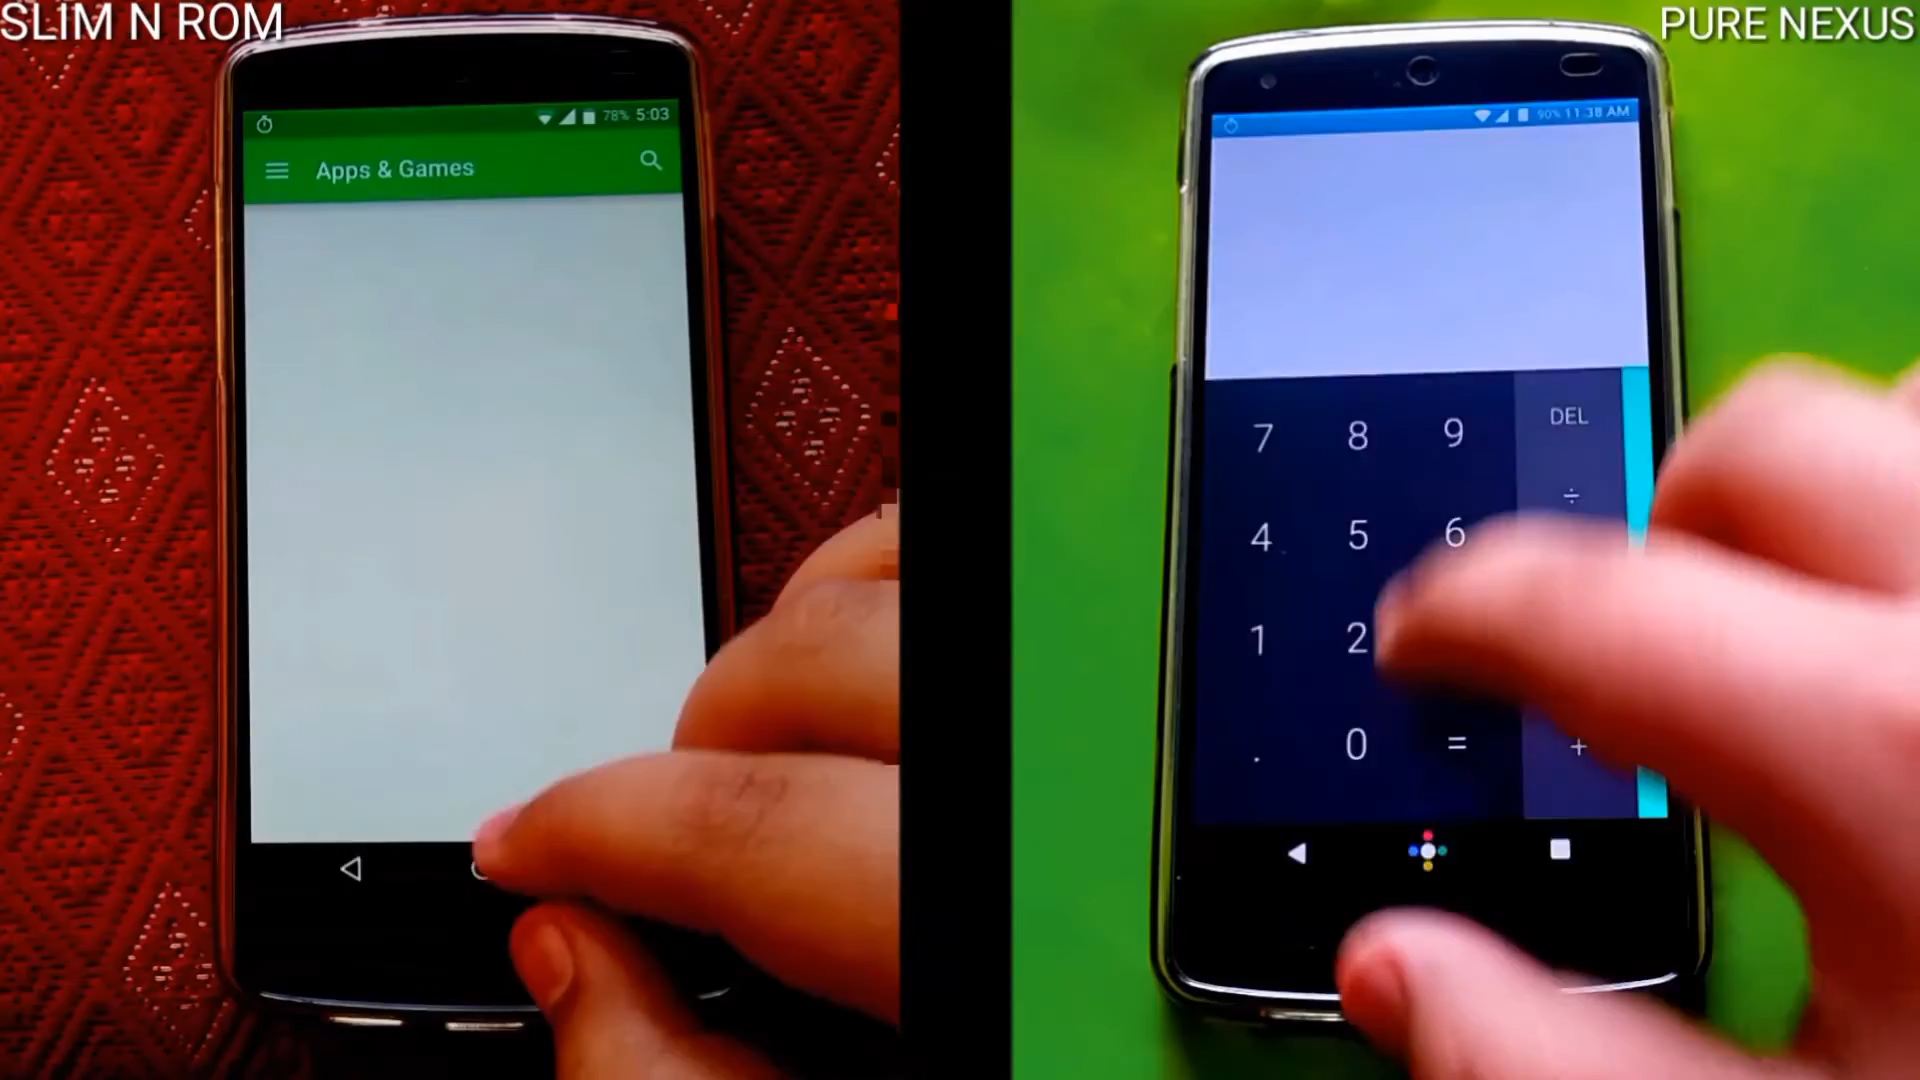 SLIM N ROM
PURE NEXUS
78% 5:03
Apps & Games
90% 11:38 AM
7 8 9 DEL
÷
4 5 6
1 2
. 0 = +